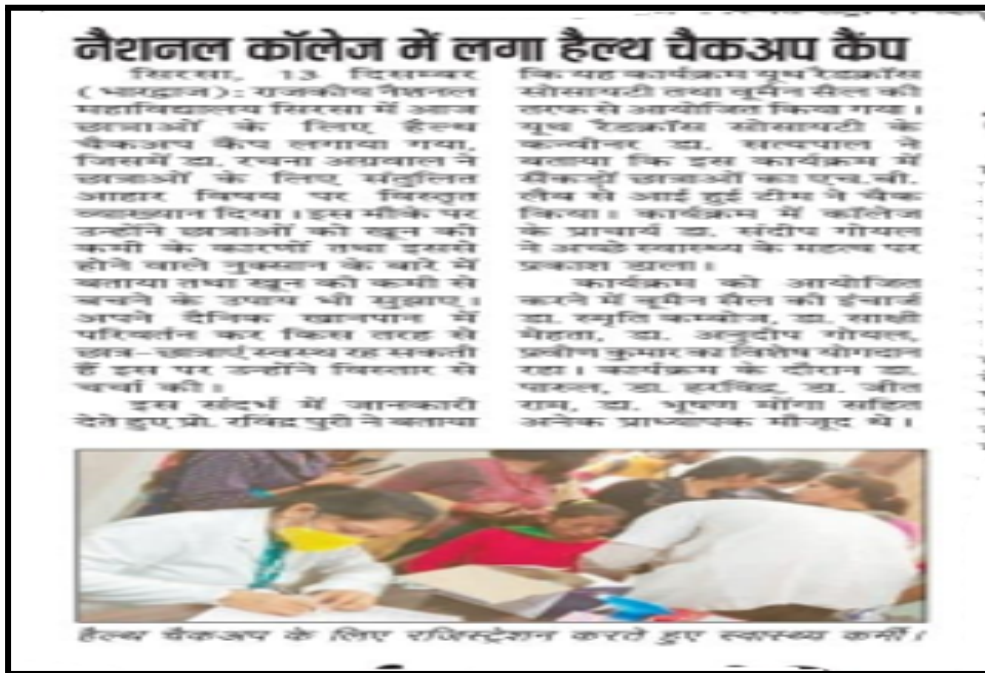 नैशनल कॉलेज में लगा हैल्थ चैकअप कैंप
सिरसा, 13 दिसम्बर
(भारद्वाज): राजकीय नैशनल
महाविद्यालय सिरसा में आज
छात्राओं के लिए हैल्थ
चैकअप कैंप लगाया गया,
जिसमें डा. रचना अग्रवाल ने
छात्राओं के लिए संतुलित
आहार विषय पर विस्तृत
व्याख्यान दिया। इस मौके पर
उन्होंने छात्राओं को खून की
कमी के कारणों तथा इससे
होने वाले नुक्सान के बारे में
बताया तथा खून की कमी से
बचने के उपाय भी सुझाए।
अपने दैनिक खानपान में
परिवर्तन कर किस तरह से
छात्र-छात्राएं स्वस्थ रह सकती
हैं इस पर उन्होंने विस्तार से
चर्चा की।
इस संदर्भ में जानकारी
देते हुए प्रो. रविंद्र पुरी ने बताया
कि यह कार्यक्रम यूथ रैडक्रॉस
सोसायटी तथा वूमैन सैल की
तरफ से आयोजित किया गया।
यूथ रैडक्रॉस सोसायटी के
कन्वीनर डा. सत्यपाल ने
बताया कि इस कार्यक्रम में
सैंकड़ों छात्राओं का एच.बी.
लैब से आई हुई टीम ने चैक
किया। कार्यक्रम में कॉलेज
के प्राचार्य डा. संदीप गोयल
ने अच्छे स्वास्थ्य के महत्व पर
प्रकाश डाला।
कार्यक्रम को आयोजित
करने में वूमैन सैल की इंचार्ज
डा. स्मृति कम्बोज, डा. साक्षी
मेहता, डा. अनुदीप गोयल,
प्रवीण कुमार का विशेष योगदान
रहा। कार्यक्रम के दौरान डा.
पारुल, डा. हरविंद्र, डा. जीत
राम, डा. भूषण मोंगा सहित
अनेक प्राध्यापक मौजूद थे।
हैल्थ चैकअप के लिए रजिस्ट्रेशन करते हुए स्वास्थ्य कर्मी।